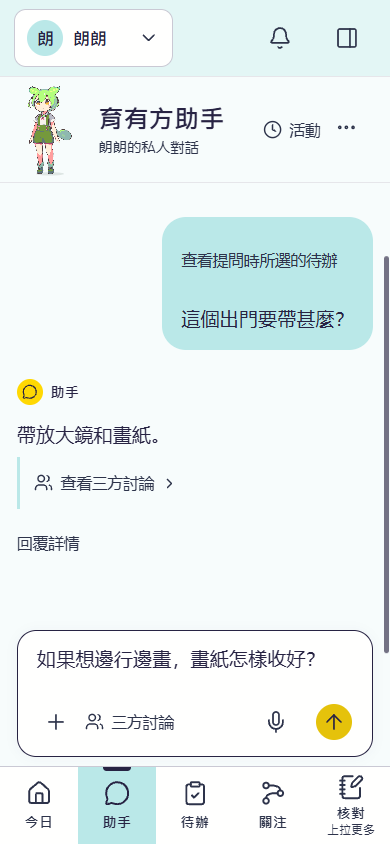 朗 朗朗
育有方助手
朗朗的私人對話
活動
查看提問時所選的待辦
這個出門要帶甚麼？
助手
帶放大鏡和畫紙。
查看三方討論
回覆詳情
如果想邊行邊畫，畫紙怎樣收好？
三方討論
今日
助手
待辦
關注
核對
上拉更多